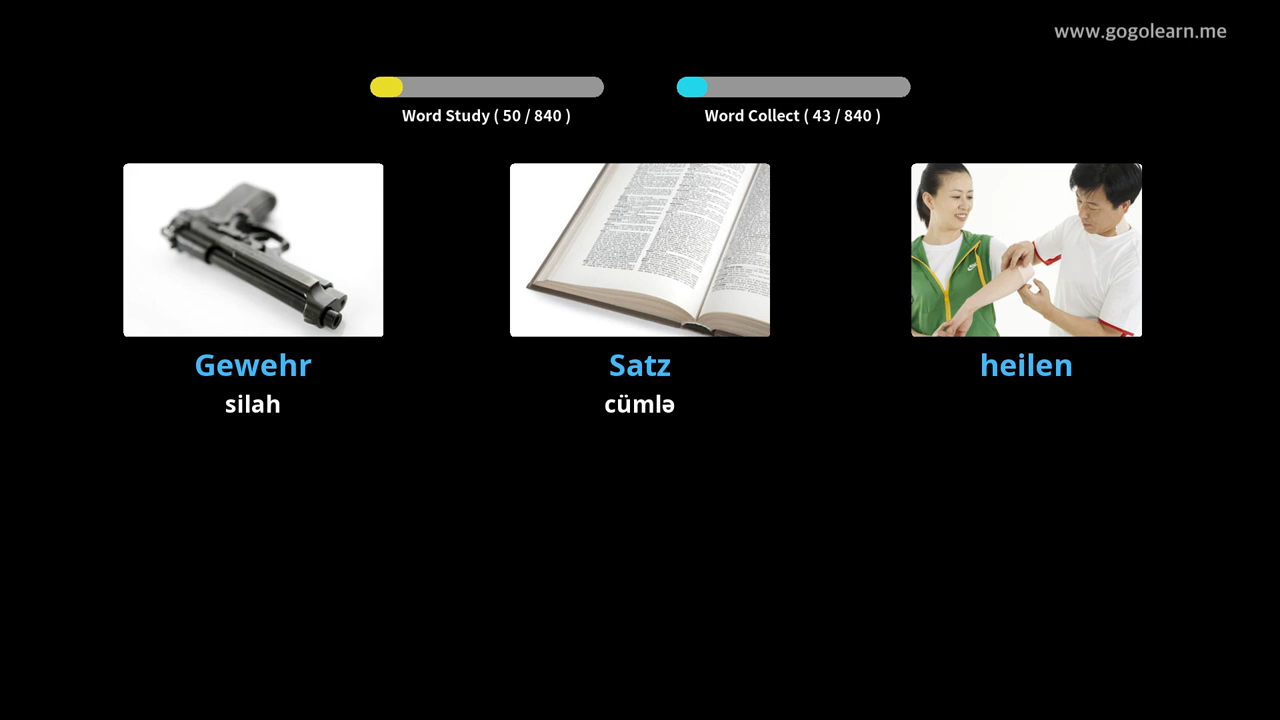 www.gogolearn.me
Word Study ( 50 / 840 )
Word Collect ( 43 / 840 )
Gewehr
silah
Satz
cümlə
heilen